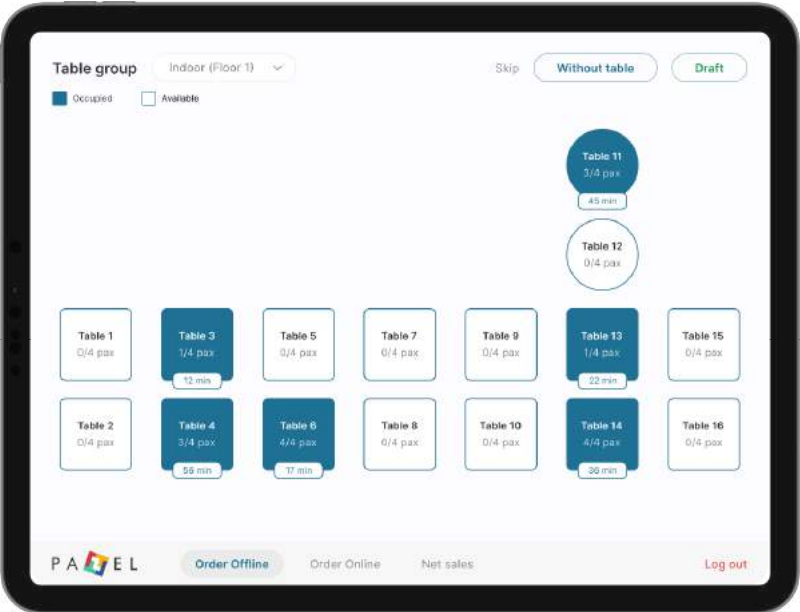 Table group
Indoor (Floor 1)
Skip
Without table
Draft
Occupied
Available
Table 11
3/4 pax
45 min
Table 12
0/4 pax
Table 1
0/4 pax
Table 3
1/4 pax
12 min
Table 5
0/4 pax
Table 7
0/4 pax
Table 9
0/4 pax
Table 13
1/4 pax
22 min
Table 15
0/4 pax
Table 2
0/4 pax
Table 4
3/4 pax
56 min
Table 6
4/4 pax
17 min
Table 8
0/4 pax
Table 10
0/4 pax
Table 14
4/4 pax
36 min
Table 16
0/4 pax
PAZEL
Order Offline
Order Online
Net sales
Log out